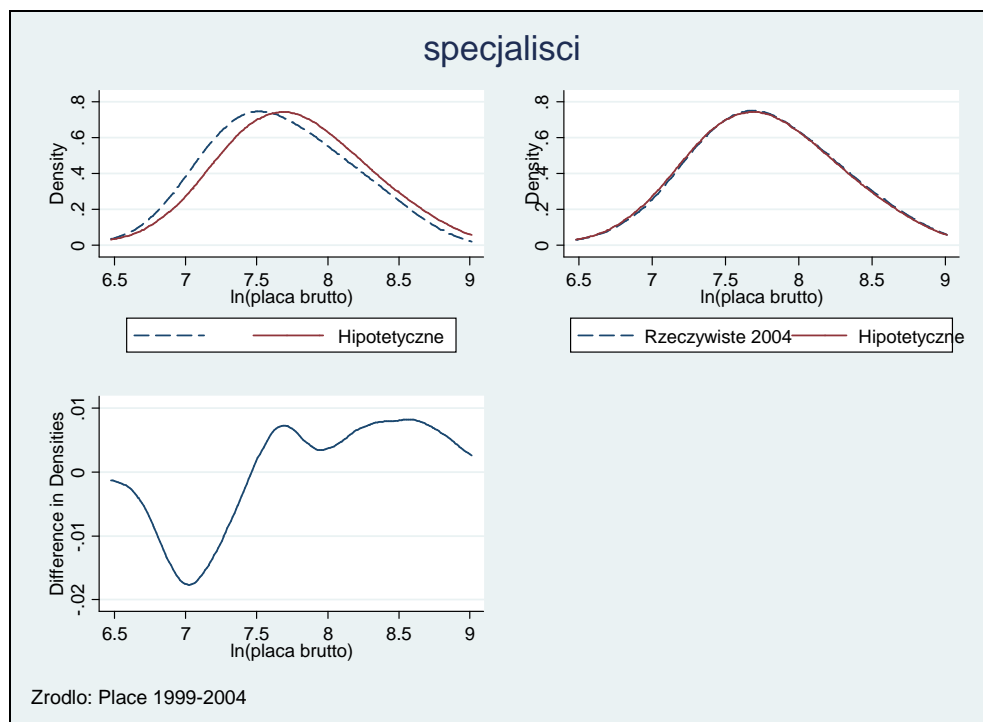 specjalisci
Density
0 .2 .4 .6 .8
6.5 7 7.5 8 8.5 9
ln(placa brutto)
Hipotetyczne
Density
0 .2 .4 .6 .8
6.5 7 7.5 8 8.5 9
ln(placa brutto)
Rzeczywiste 2004 Hipotetyczne
Difference in Densities
-.02 -.01 0 .01
6.5 7 7.5 8 8.5 9
ln(placa brutto)
Zrodlo: Place 1999-2004